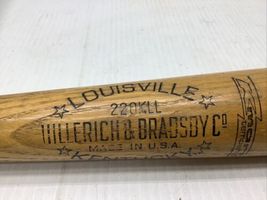 LOUISVILLE
220KLL
HILLERICH & BRADSBY Cº
MADE IN U.S.A
KENTUCKY